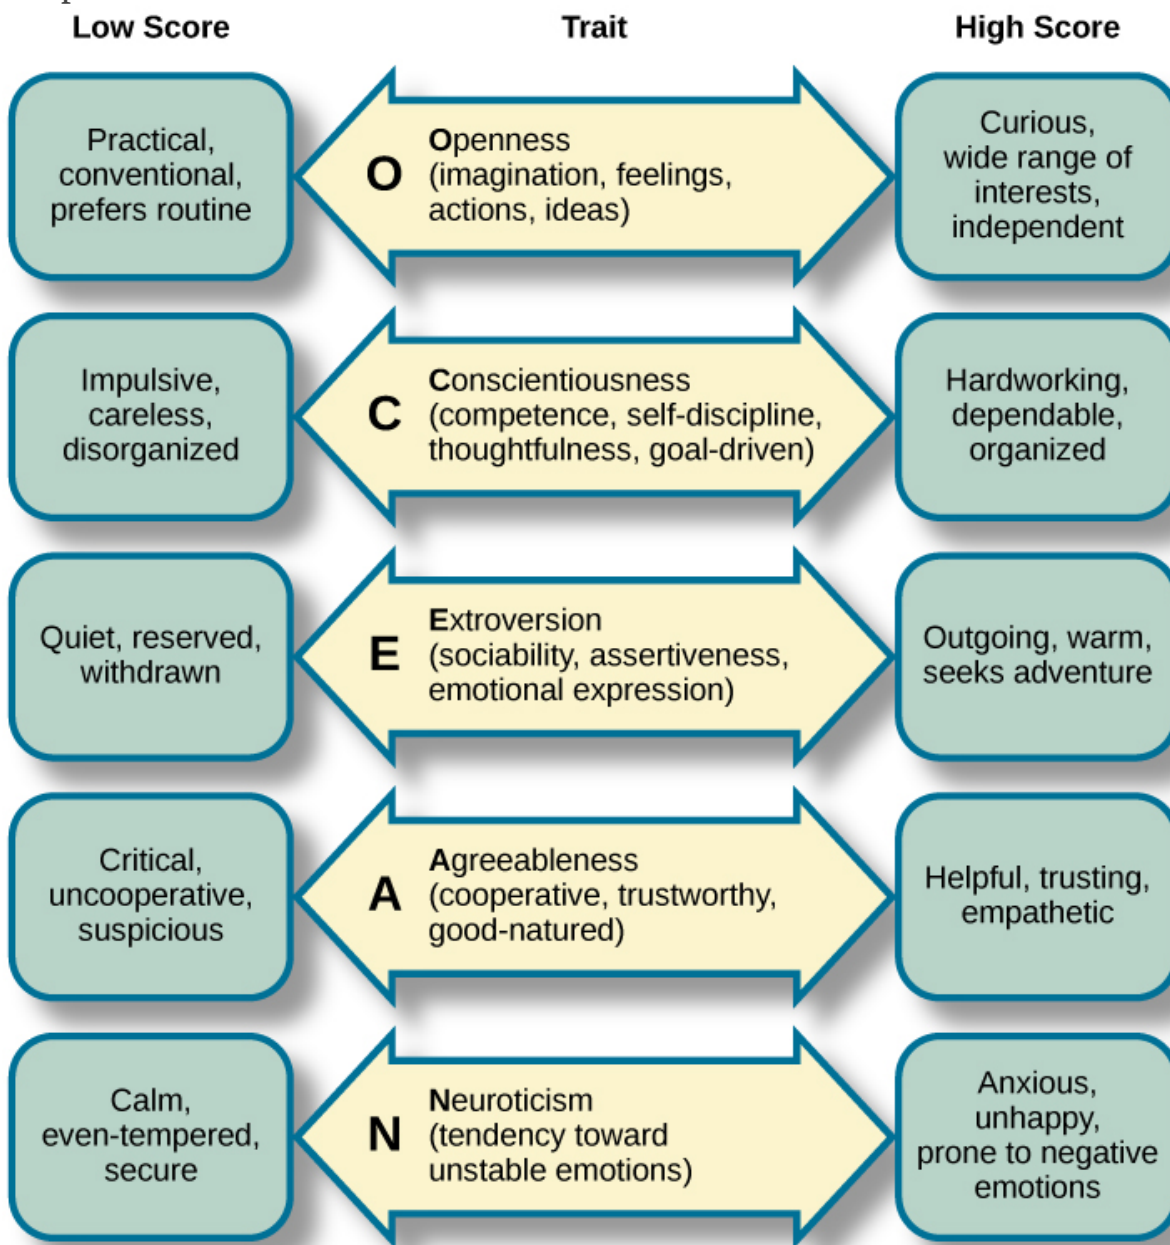 Low Score
Trait
High Score
Practical,
conventional,
prefers routine
O
Openness
(imagination, feelings,
actions, ideas)
Curious,
wide range of
interests,
independent
Impulsive,
careless,
disorganized
C
Conscientiousness
(competence, self-discipline,
thoughtfulness, goal-driven)
Hardworking,
dependable,
organized
Quiet, reserved,
withdrawn
E
Extroversion
(sociability, assertiveness,
emotional expression)
Outgoing, warm,
seeks adventure
Critical,
uncooperative,
suspicious
A
Agreeableness
(cooperative, trustworthy,
good-natured)
Helpful, trusting,
empathetic
Calm,
even-tempered,
secure
N
Neuroticism
(tendency toward
unstable emotions)
Anxious,
unhappy,
prone to negative
emotions